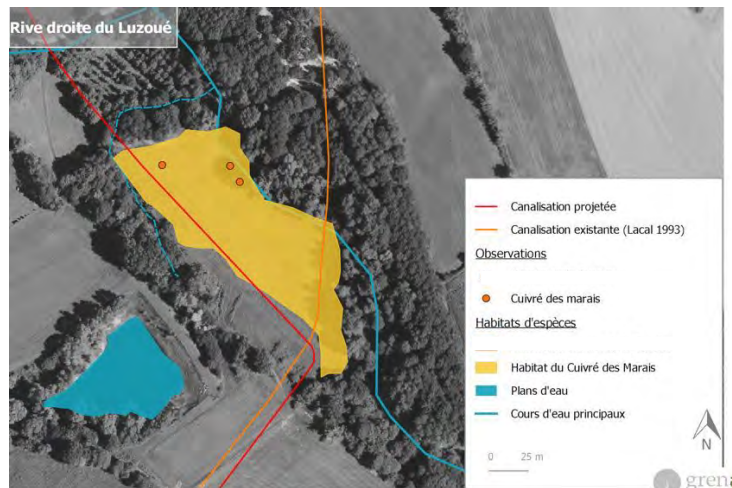 Rive droite du Luzoué
Canalisation projetée
Canalisation existante (Lacal 1993)
Observations
Cuivré des marais
Habitats d'espèces
Habitat du Cuivré des Marais
Plans d'eau
Cours d'eau principaux
N
0 25 m